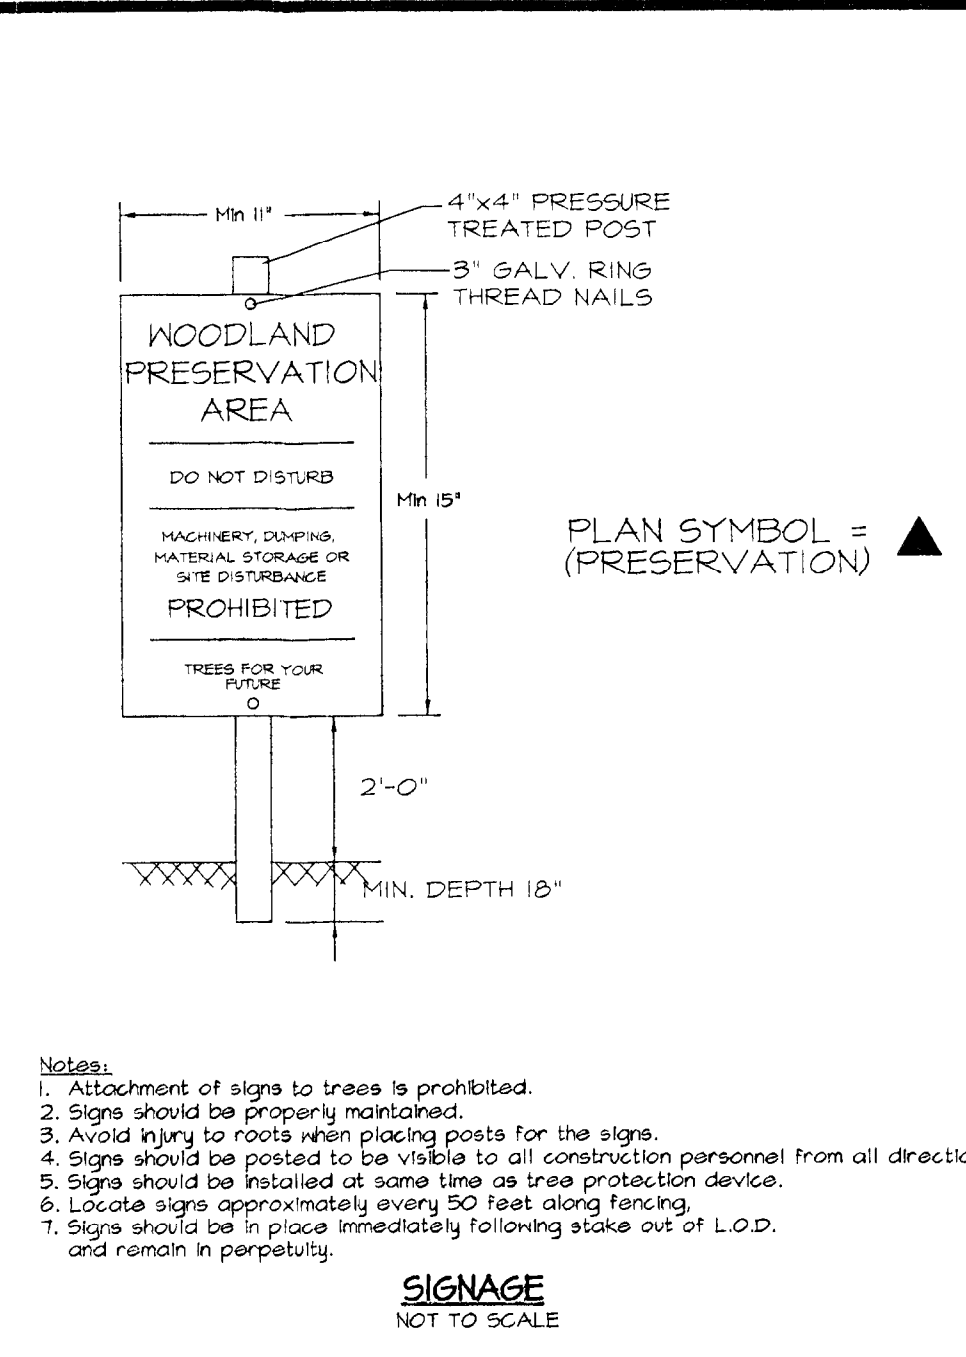 Min 11"
4"x4" PRESSURE
TREATED POST
3" GALV. RING
THREAD NAILS
WOODLAND
PRESERVATION
AREA
DO NOT DISTURB
MACHINERY, DUMPING,
MATERIAL STORAGE OR
SITE DISTURBANCE
PROHIBITED
TREES FOR YOUR
FUTURE
Min 15"
PLAN SYMBOL =
(PRESERVATION)
2'-0"
MIN. DEPTH 18"
Notes:
1. Attachment of signs to trees is prohibited.
2. Signs should be properly maintained.
3. Avoid injury to roots when placing posts for the signs.
4. Signs should be posted to be visible to all construction personnel from all
5. Signs should be installed at same time as tree protection device.
6. Locate signs approximately every 50 feet along fencing,
7. Signs should be in place immediately following stake out of L.O.D.
and remain in perpetuity.
SIGNAGE
NOT TO SCALE